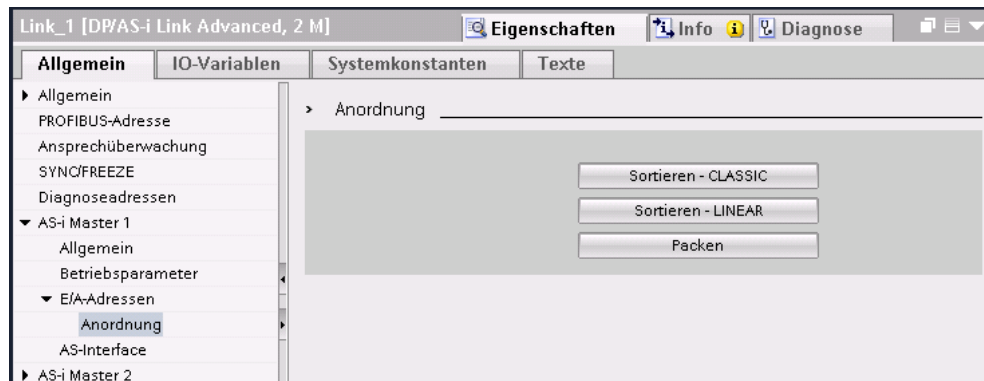 Link_1 [DP/AS-i Link Advanced, 2 M]
Eigenschaften
Info
Diagnose
Allgemein
IO-Variablen
Systemkonstanten
Texte
Allgemein
PROFIBUS-Adresse
Ansprechüberwachung
SYNC/FREEZE
Diagnoseadressen
AS-i Master 1
Allgemein
Betriebsparameter
E/A-Adressen
Anordnung
AS-Interface
AS-i Master 2
Anordnung
Sortieren - CLASSIC
Sortieren - LINEAR
Packen